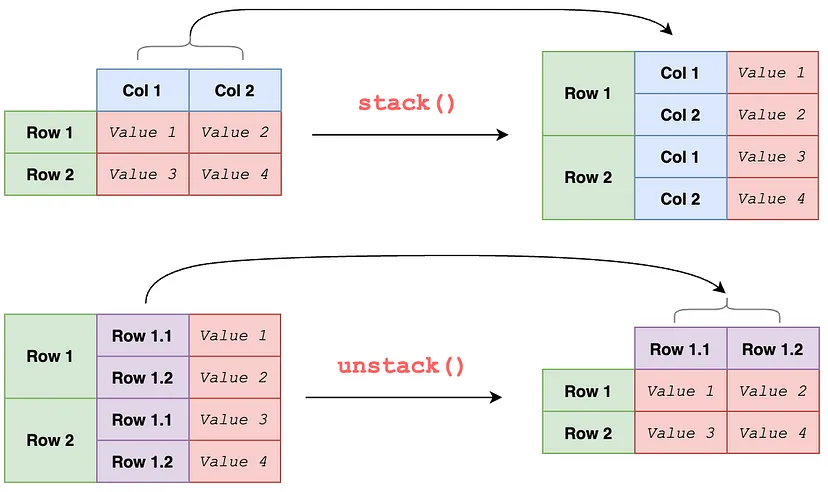 Col 1 Col 2
Row 1 Value 1 Value 2
Row 2 Value 3 Value 4
stack()
Row 1 Col 1 Value 1
Col 2 Value 2
Row 2 Col 1 Value 3
Col 2 Value 4
Row 1 Row 1.1 Value 1
Row 1.2 Value 2
Row 2 Row 1.1 Value 3
Row 1.2 Value 4
unstack()
Row 1.1 Row 1.2
Row 1 Value 1 Value 2
Row 2 Value 3 Value 4